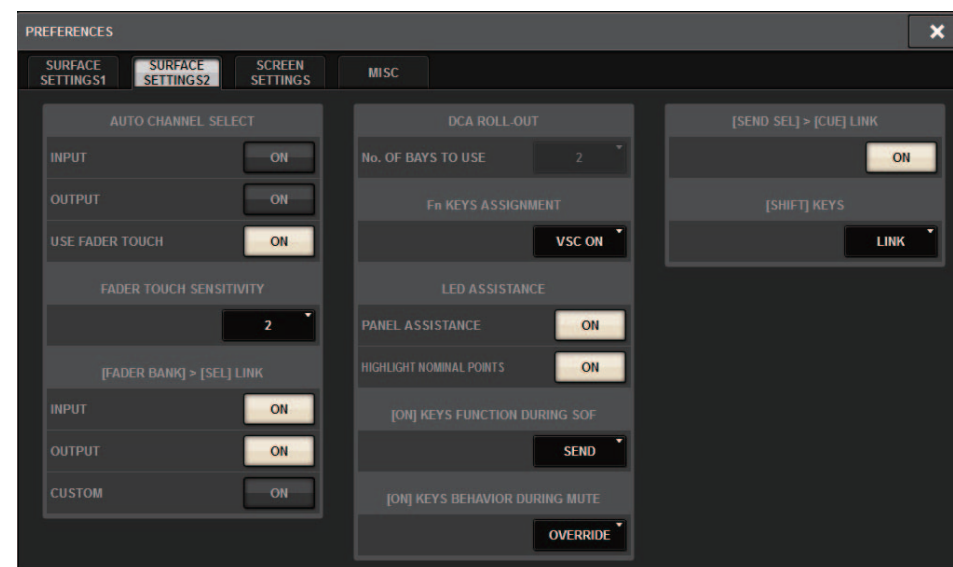 PREFERENCES
SURFACE SETTINGS1
SURFACE SETTINGS2
SCREEN SETTINGS
MISC
AUTO CHANNEL SELECT
INPUT ON
OUTPUT ON
USE FADER TOUCH ON
FADER TOUCH SENSITIVITY
2
[FADER BANK] > [SEL] LINK
INPUT ON
OUTPUT ON
CUSTOM ON
DCA ROLL-OUT
No. OF BAYS TO USE 2
Fn KEYS ASSIGNMENT
VSC ON
LED ASSISTANCE
PANEL ASSISTANCE ON
HIGHLIGHT NOMINAL POINTS ON
[ON] KEYS FUNCTION DURING SOF
SEND
[ON] KEYS BEHAVIOR DURING MUTE
OVERRIDE
[SEND SEL] > [CUE] LINK
ON
[SHIFT] KEYS
LINK